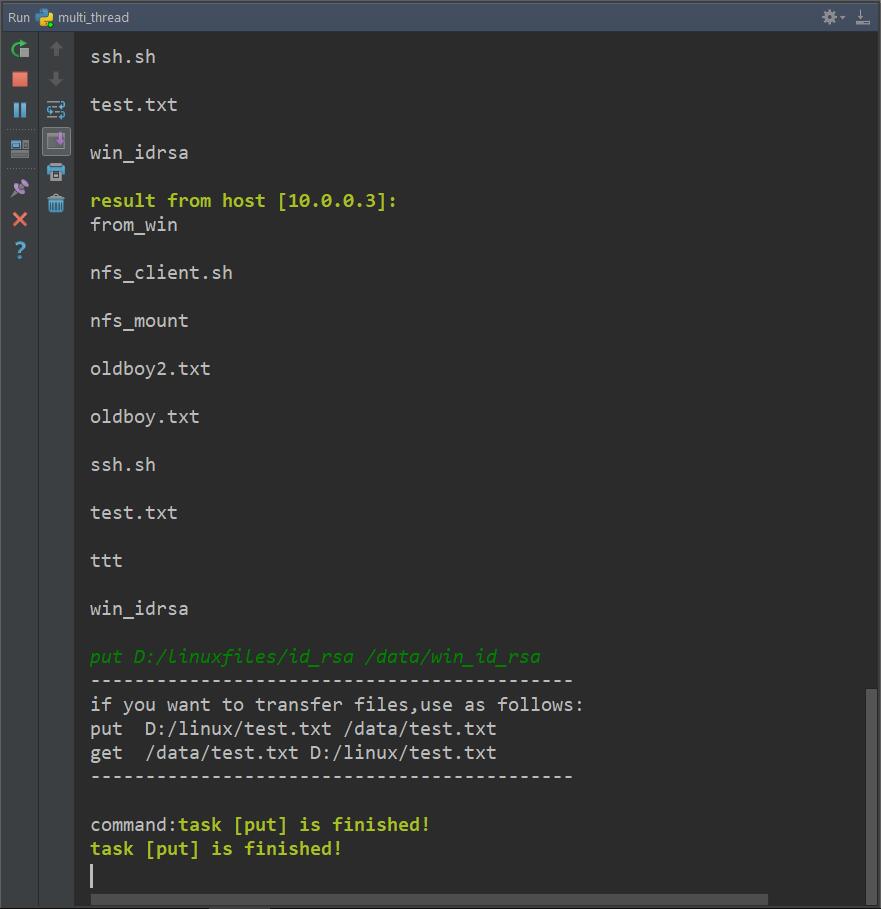 Run multi_thread
ssh.sh
test.txt
win_idrsa
result from host [10.0.0.3]:
from_win
nfs_client.sh
nfs_mount
oldboy2.txt
oldboy.txt
ssh.sh
test.txt
ttt
win_idrsa
put D:/linuxfiles/id_rsa /data/win_id_rsa
--------------------------------------------
if you want to transfer files,use as follows:
put  D:/linux/test.txt /data/test.txt
get  /data/test.txt D:/linux/test.txt
--------------------------------------------
command:task [put] is finished!
task [put] is finished!